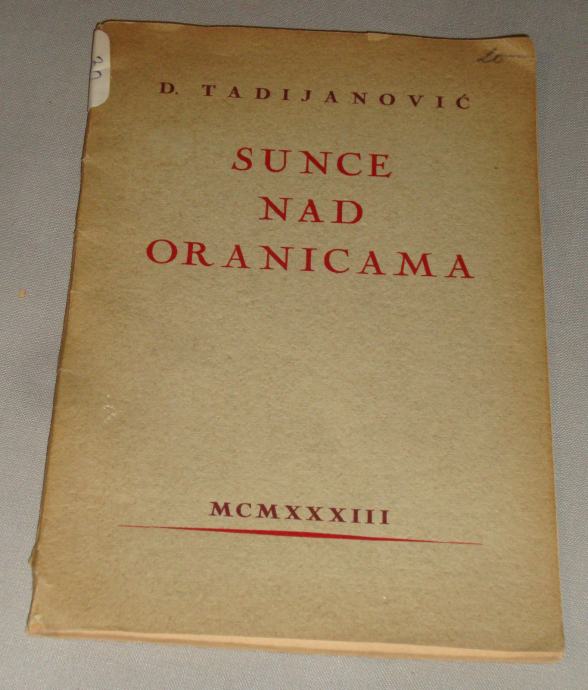 D. TADIJANOVIĆ
SUNCE
NAD
ORANICAMA
MCMXXXIII